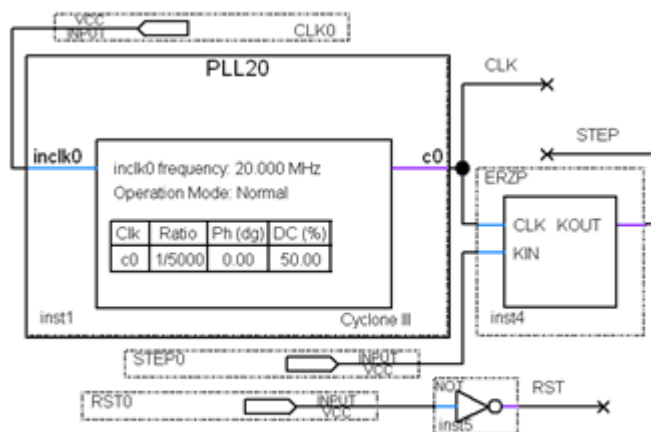 VCC
INPUT
CLK0
PLL20
CLK
STEP
inclk0
c0
inclk0 frequency: 20.000 MHz
Operation Mode: Normal
Clk Ratio Ph (dg) DC (%)
c0 1/5000 0.00 50.00
inst1
Cyclone III
ERZP
CLK KOUT
KIN
inst4
STEP0
INPUT
VCC
RST0
INPUT
VCC
NOT
inst5
RST